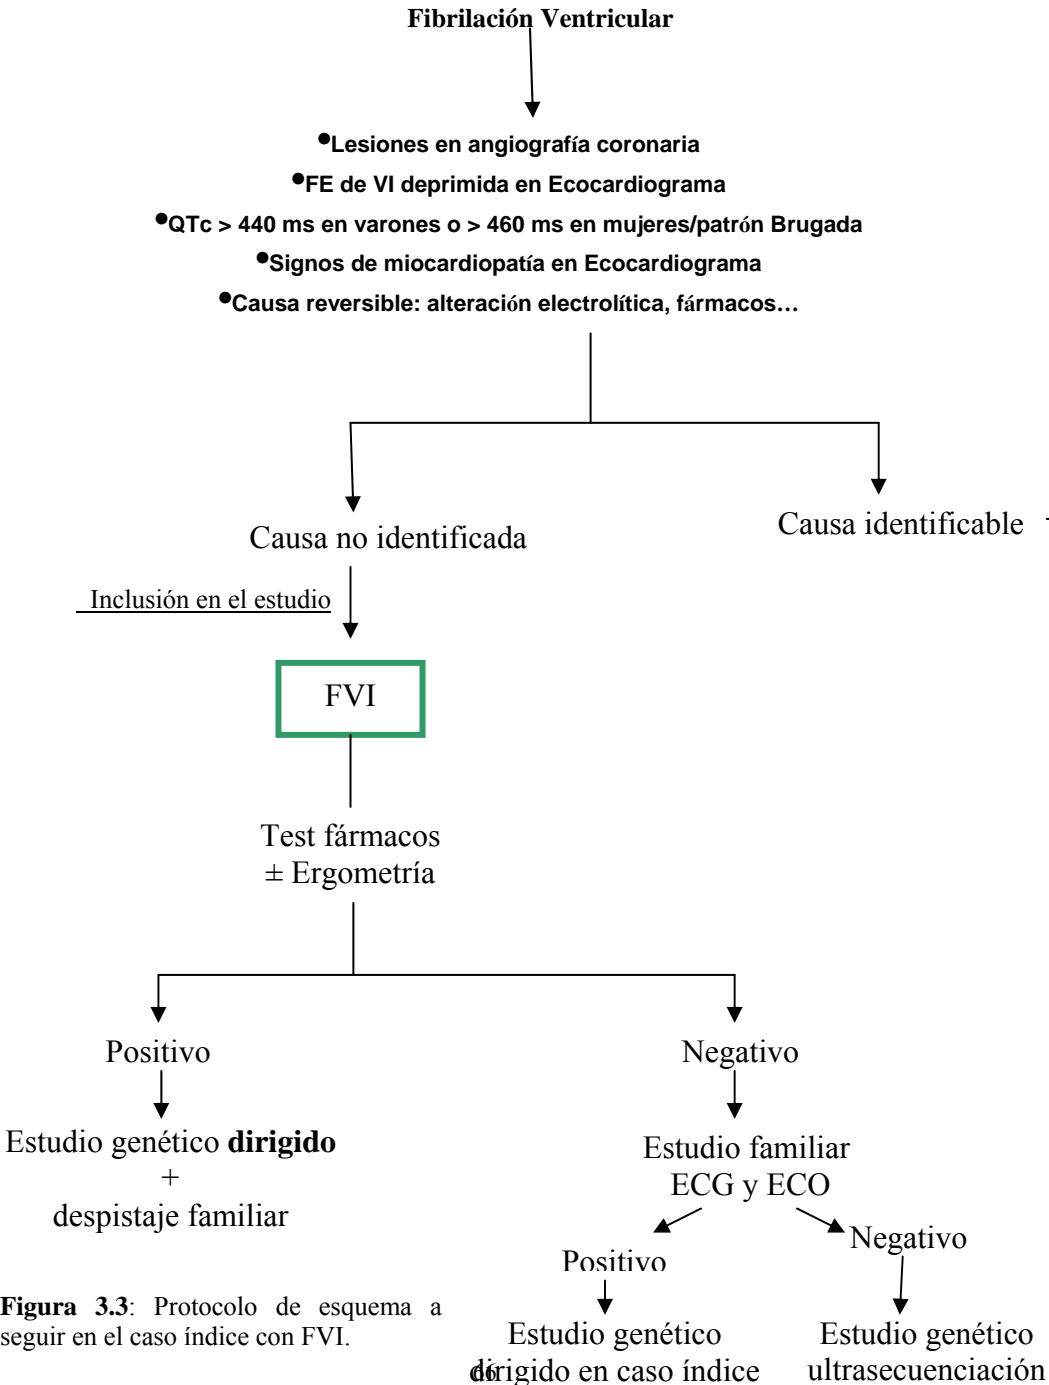 Fibrilación Ventricular
•Lesiones en angiografía coronaria
•FE de VI deprimida en Ecocardiograma
•QTc > 440 ms en varones o > 460 ms en mujeres/patrón Brugada
•Signos de miocardiopatía en Ecocardiograma
•Causa reversible: alteración electrolítica, fármacos…
Causa no identificada
Causa identificable
Inclusión en el estudio
FVI
Test fármacos
± Ergometría
Positivo
Negativo
Estudio genético dirigido
+
despistaje familiar
Estudio familiar
ECG y ECO
Positivo
Negativo
Figura 3.3: Protocolo de esquema a
seguir en el caso índice con FVI.
Estudio genético
dirigido en caso índice
Estudio genético
ultrasecuenciación
66